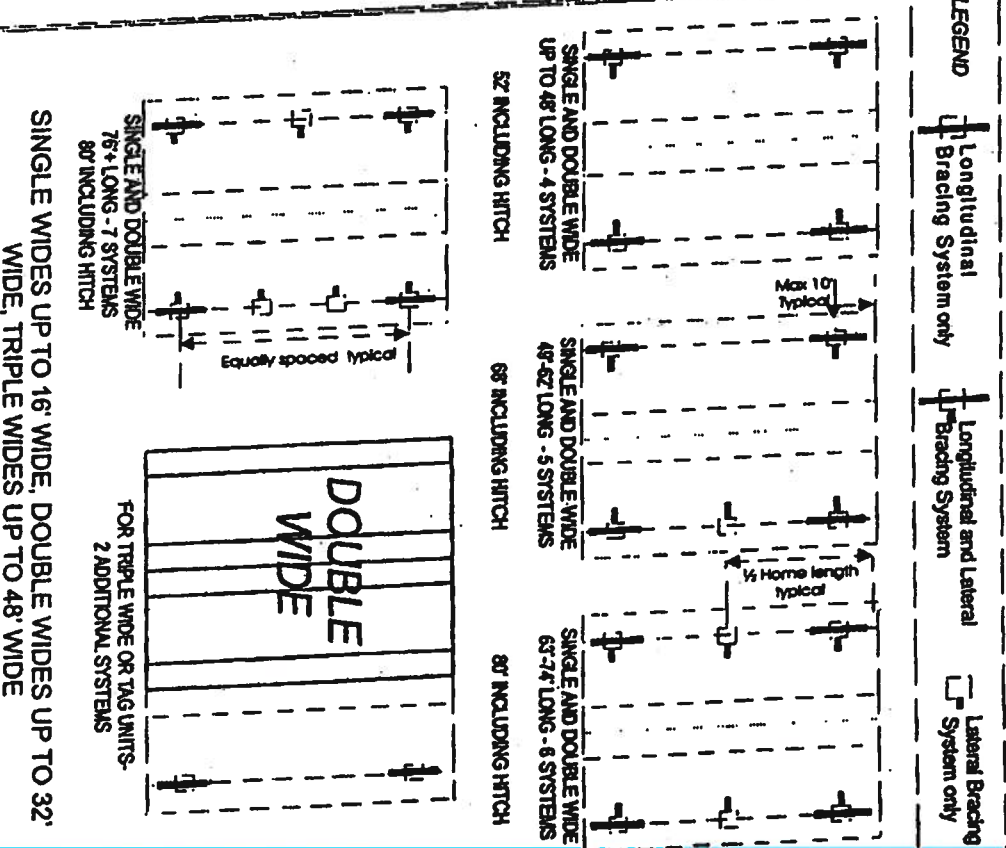 LEGEND
Longitudinal
Bracing System only
Longitudinal and Lateral
Bracing System
Lateral Bracing
System only
SINGLE AND DOUBLE WIDE
UP TO 48' LONG - 4 SYSTEMS
52' INCLUDING HITCH
Max 10'
Typical
SINGLE AND DOUBLE WIDE
49'-62' LONG - 5 SYSTEMS
68' INCLUDING HITCH
½ Home length
typical
SINGLE AND DOUBLE WIDE
63'-74' LONG - 6 SYSTEMS
80' INCLUDING HITCH
SINGLE AND DOUBLE WIDE
76'+ LONG - 7 SYSTEMS
80' INCLUDING HITCH
Equally spaced typical
DOUBLE
WIDE
FOR TRIPLE WIDE OR TAG UNITS-
2 ADDITIONAL SYSTEMS
SINGLE WIDES UP TO 16' WIDE, DOUBLE WIDES UP TO 32'
WIDE, TRIPLE WIDES UP TO 48' WIDE